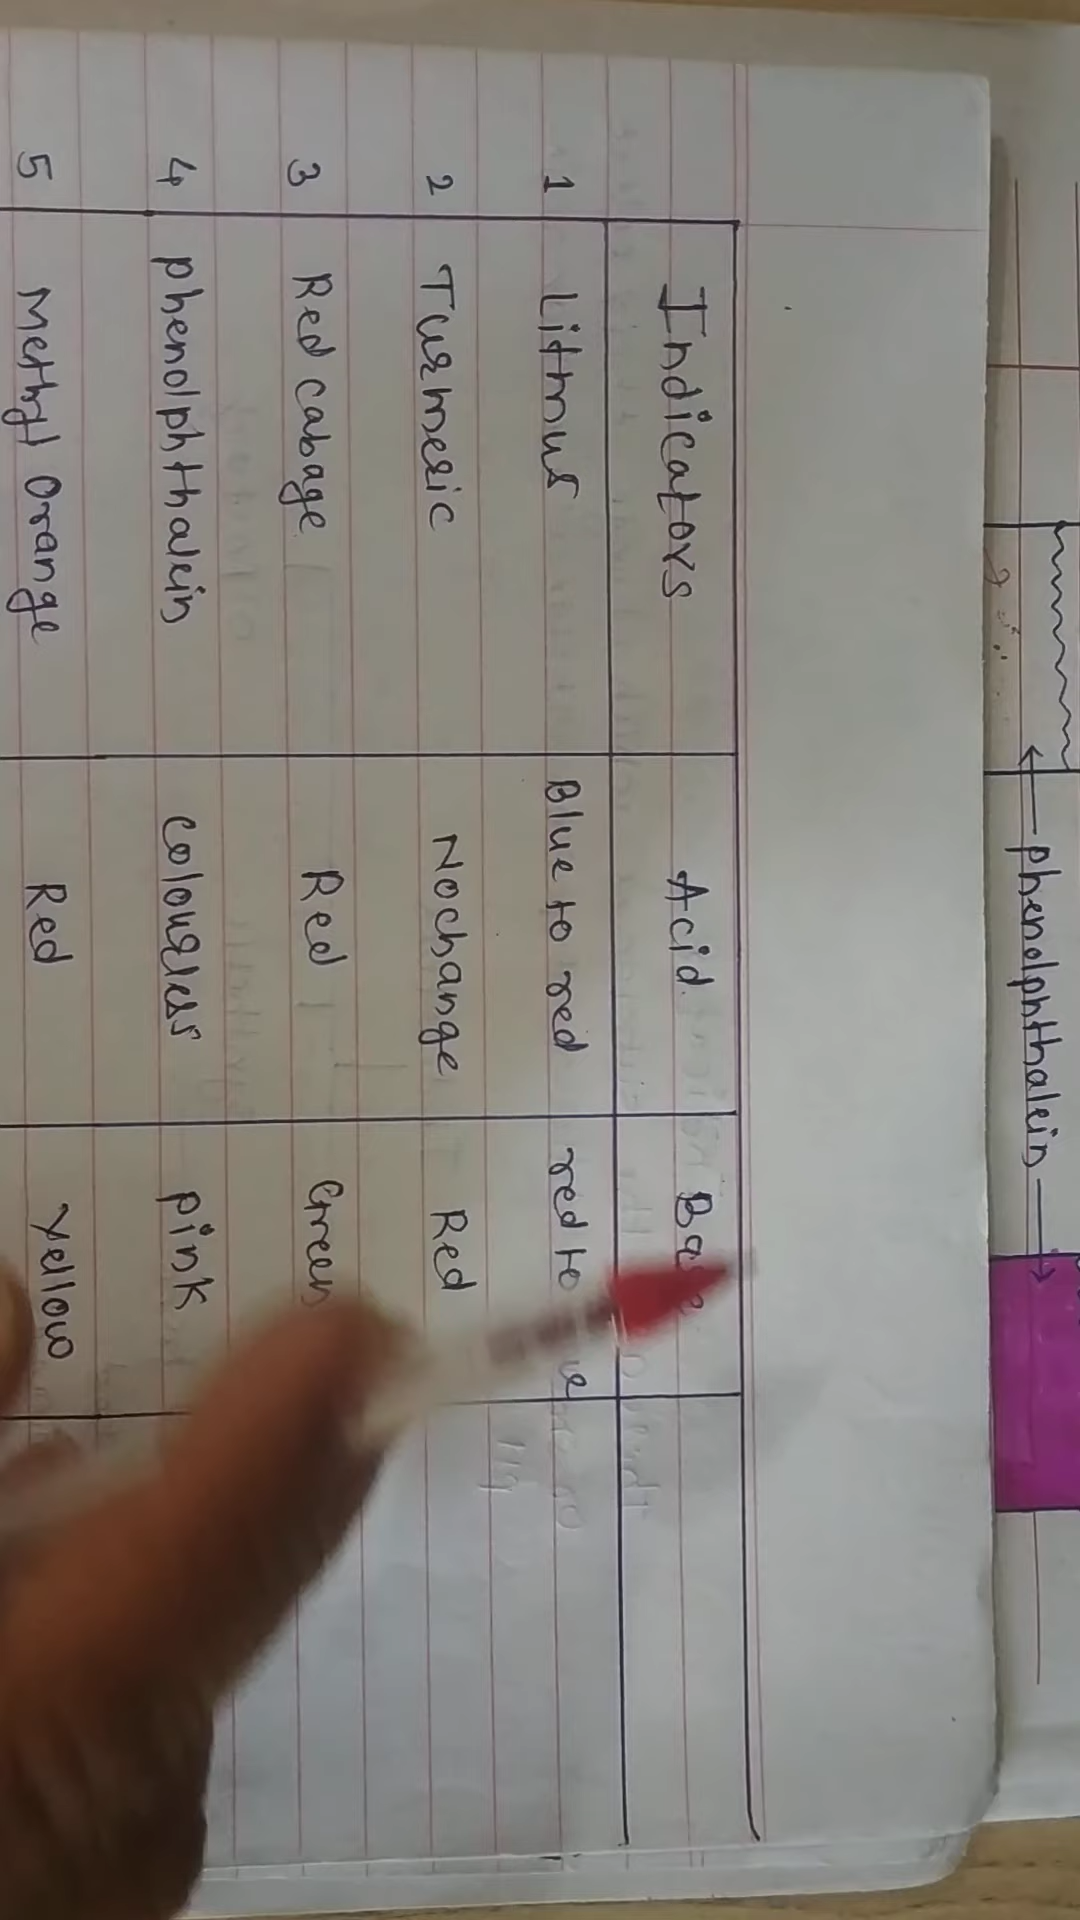 phenolphthalein
Indicators Acid.
1 Litmus Blue to red red to
2 Turmeric Nochange Red
3 Red cabage Red Green
4 phenolphthalein colourless pink
5 Methyl Orange Red Yellow